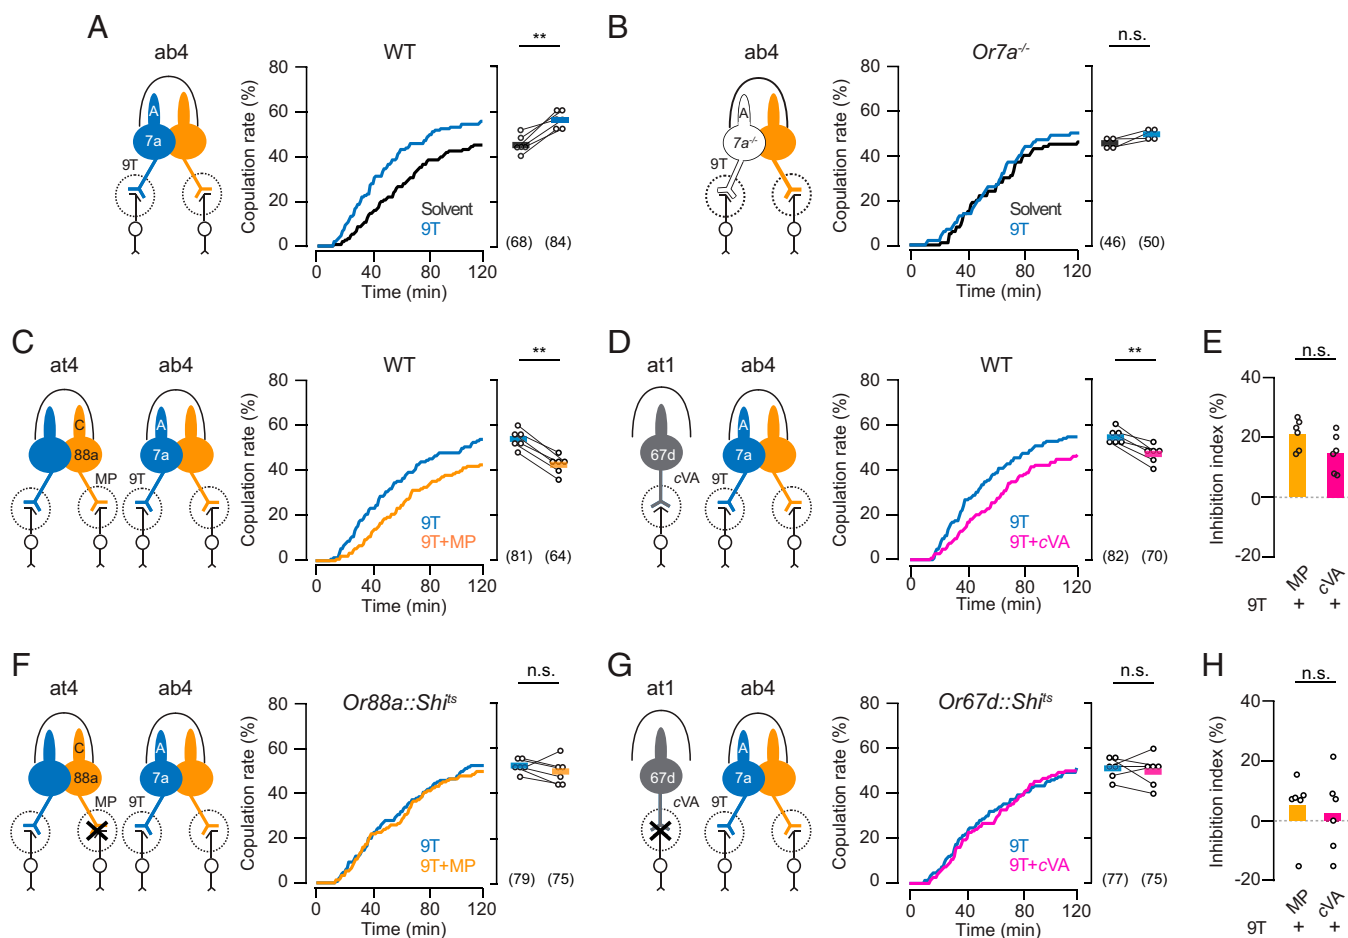 A
ab4
A
7a
9T
WT
Copulation rate (%)
80
60
40
20
0
Solvent
9T
0 40 80 120
Time (min)
**
(68) (84)
B
ab4
A
7a-/-
9T
Or7a-/-
Copulation rate (%)
80
60
40
20
0
Solvent
9T
0 40 80 120
Time (min)
n.s.
(46) (50)
C
at4 ab4
C A
88a 7a
MP 9T
WT
Copulation rate (%)
80
60
40
20
0
9T
9T+MP
0 40 80 120
Time (min)
**
(81) (64)
D
at1 ab4
A
67d 7a
cVA 9T
WT
Copulation rate (%)
80
60
40
20
0
9T
9T+cVA
0 40 80 120
Time (min)
**
(82) (70)
E
n.s.
Inhibition index (%)
40
20
0
-20
MP cVA
9T + +
F
at4 ab4
C A
88a 7a
MP 9T
Or88a::Shits
Copulation rate (%)
80
60
40
20
0
9T
9T+MP
0 40 80 120
Time (min)
n.s.
(79) (75)
G
at1 ab4
A
67d 7a
cVA 9T
Or67d::Shits
Copulation rate (%)
80
60
40
20
0
9T
9T+cVA
0 40 80 120
Time (min)
n.s.
(77) (75)
H
n.s.
Inhibition index (%)
40
20
0
-20
MP cVA
9T + +